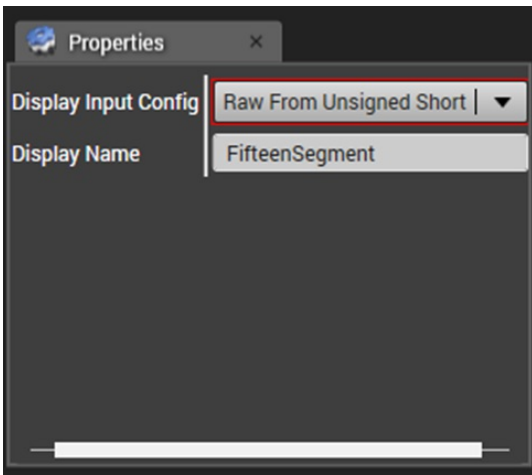 Properties
Display Input Config Raw From Unsigned Short
Display Name FifteenSegment